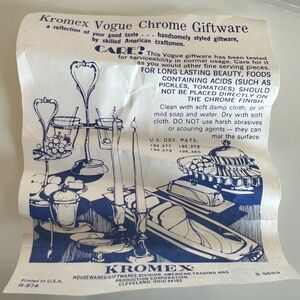 Kromex Vogue Chrome Giftware
a reflection of your good taste . . . handsomely styled giftware,
by skilled American craftsmen.
CARE? This Vogue giftware has been tested
for serviceability in normal usage. Care for it
as you would other fine serving pieces.
FOR LONG LASTING BEAUTY, FOODS
CONTAINING ACIDS (SUCH AS
PICKLES, TOMATOES) SHOULD
NOT BE PLACED DIRECTLY ON
THE CHROME FINISH.
Clean with soft damp cloth, or in
mild soap and water. Dry with soft
cloth. DO NOT use harsh abrasives
or scouring agents — they can
mar the surface.
U.S. DES. PATS.
KROMEX
HOUSEWARES/GIFTWARES DIVISION, AMERICAN TRADING AND
PRODUCTION CORPORATION
CLEVELAND, OHIO 44103
Printed In U.S.A.
H-974